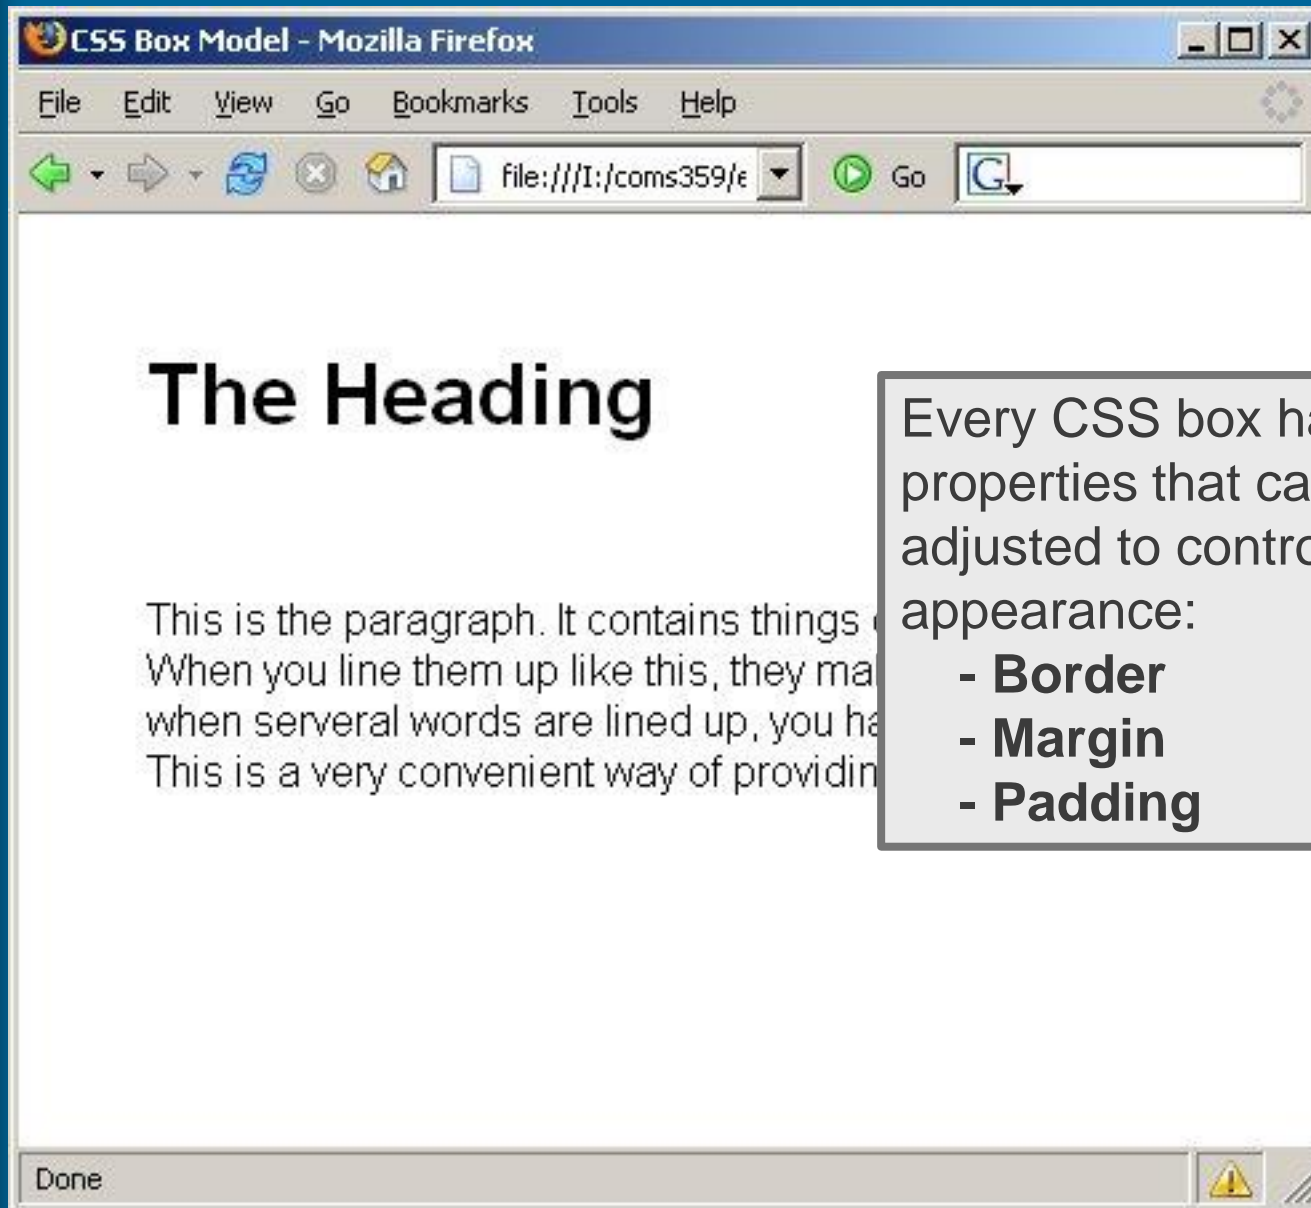 CSS Box Model - Mozilla Firefox
File Edit View Go Bookmarks Tools Help
file:///I:/coms359/e Go G
The Heading
This is the paragraph. It contains things
When you line them up like this, they ma
when serveral words are lined up, you ha
This is a very convenient way of providin
Every CSS box ha
properties that ca
adjusted to contro
appearance:
- Border
- Margin
- Padding
Done